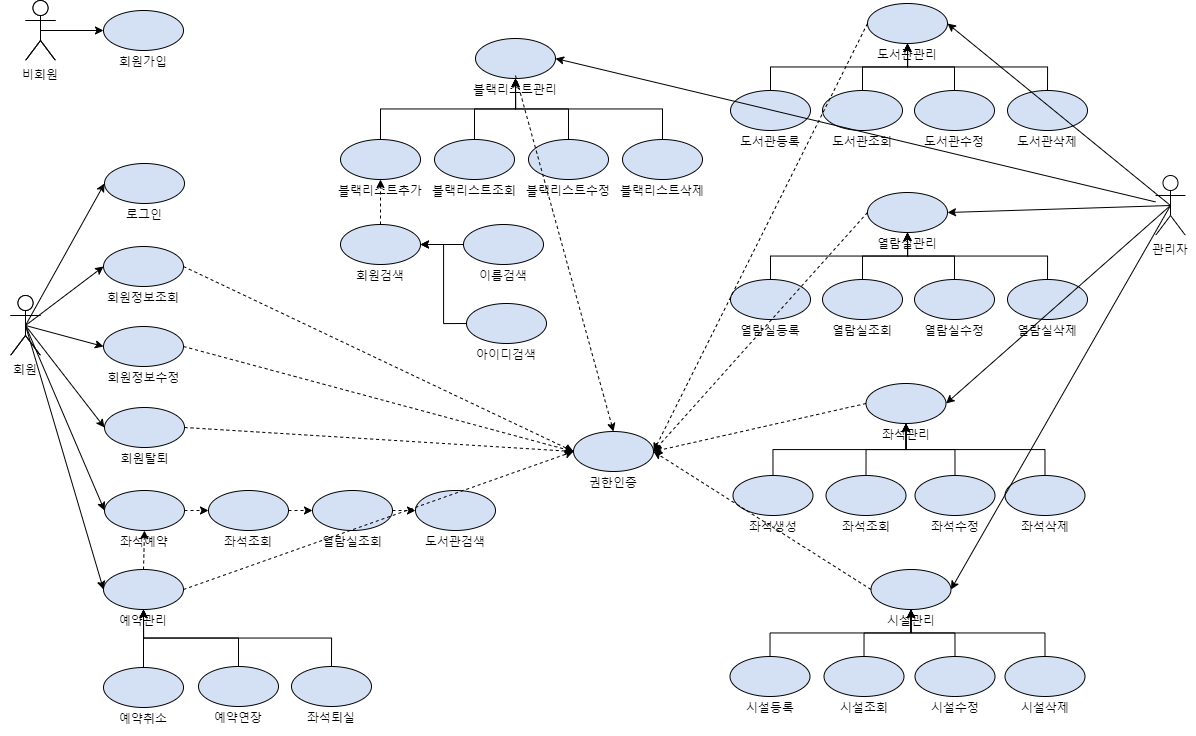 비회원
회원가입
블랙리스트관리
블랙리스트추가
블랙리스트조회
블랙리스트수정
블랙리스트삭제
회원검색
이름검색
아이디검색
도서관관리
도서관등록
도서관조회
도서관수정
도서관삭제
관리자
열람실관리
열람실등록
열람실조회
열람실수정
열람실삭제
회원
로그인
회원정보조회
회원정보수정
회원탈퇴
좌석예약
좌석조회
열람실조회
도서관검색
예약관리
예약취소
예약연장
좌석퇴실
권한인증
좌석관리
좌석생성
좌석조회
좌석수정
좌석삭제
시설관리
시설등록
시설조회
시설수정
시설삭제